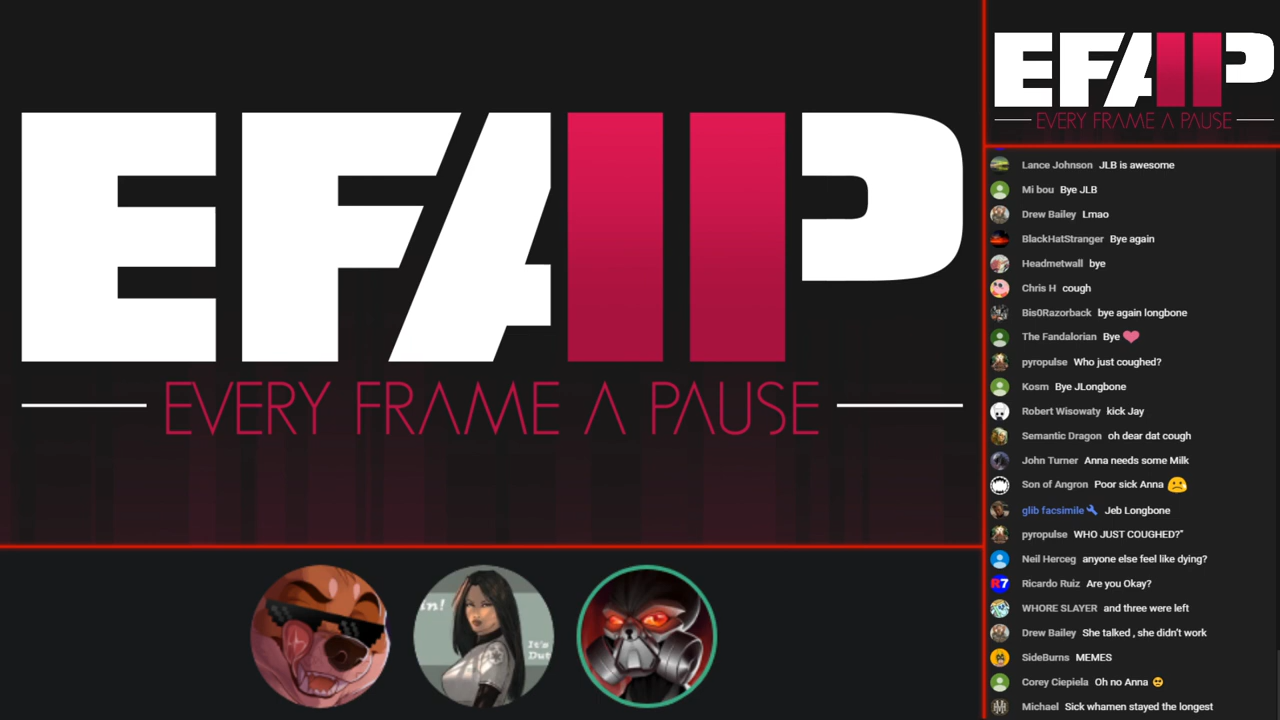 EFAP
EVERY FRAME A PAUSE
in!
It's
Dut
EFAP
EVERY FRAME A PAUSE
Lance Johnson JLB is awesome
Mi bou Bye JLB
Drew Bailey Lmao
BlackHatStranger Bye again
Headmetwall bye
Chris H cough
Bis0Razorback bye again longbone
The Fandalorian Bye
pyropulse Who just coughed?
Kosm Bye JLongbone
Robert Wisowaty kick Jay
Semantic Dragon oh dear dat cough
John Turner Anna needs some Milk
Son of Angron Poor sick Anna
glib facsimile Jeb Longbone
pyropulse WHO JUST COUGHED?"
Neil Herceg anyone else feel like dying?
R7 Ricardo Ruiz Are you Okay?
WHORE SLAYER and three were left
Drew Bailey She talked , she didn't work
SideBurns MEMES
Corey Ciepiela Oh no Anna
Michael Sick whamen stayed the longest